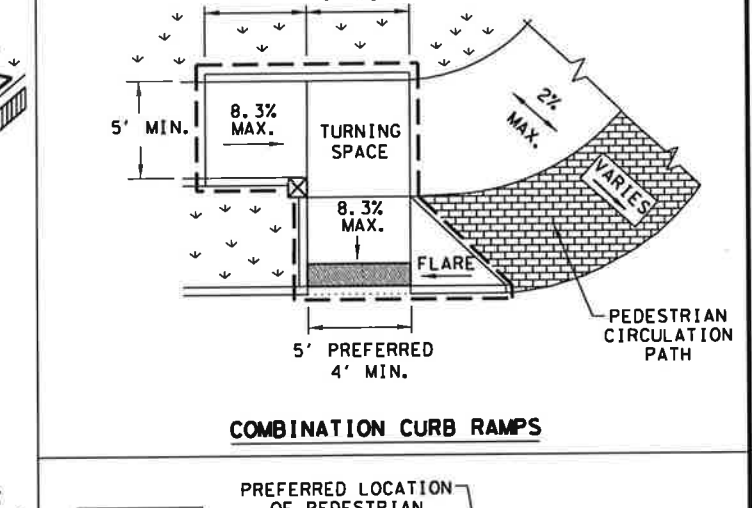 5' MIN.
8.3%
MAX.
TURNING
SPACE
2%
MAX.
VARIES
8.3%
MAX.
FLARE
PEDESTRIAN
CIRCULATION
PATH
5' PREFERRED
4' MIN.
COMBINATION CURB RAMPS
PREFERRED LOCATION
OF PEDESTRIAN